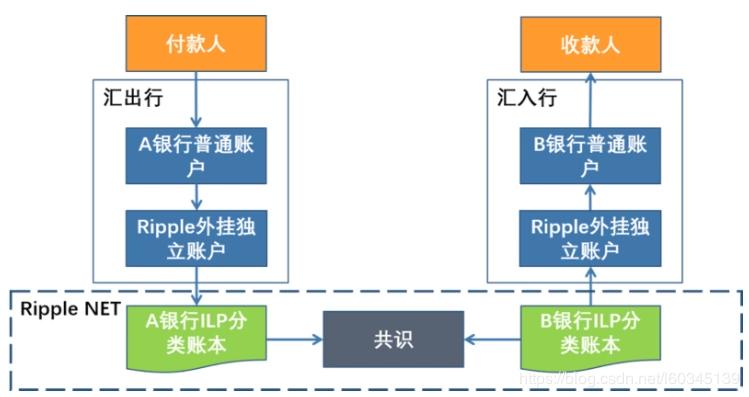 付款人
收款人
汇出行
汇入行
A银行普通账
户
B银行普通账
户
Ripple外挂独
立账户
Ripple外挂独
立账户
Ripple NET
A银行ILP分
类账本
共识
B银行ILP分
类账本
https://blog.csdn.net/l60345139